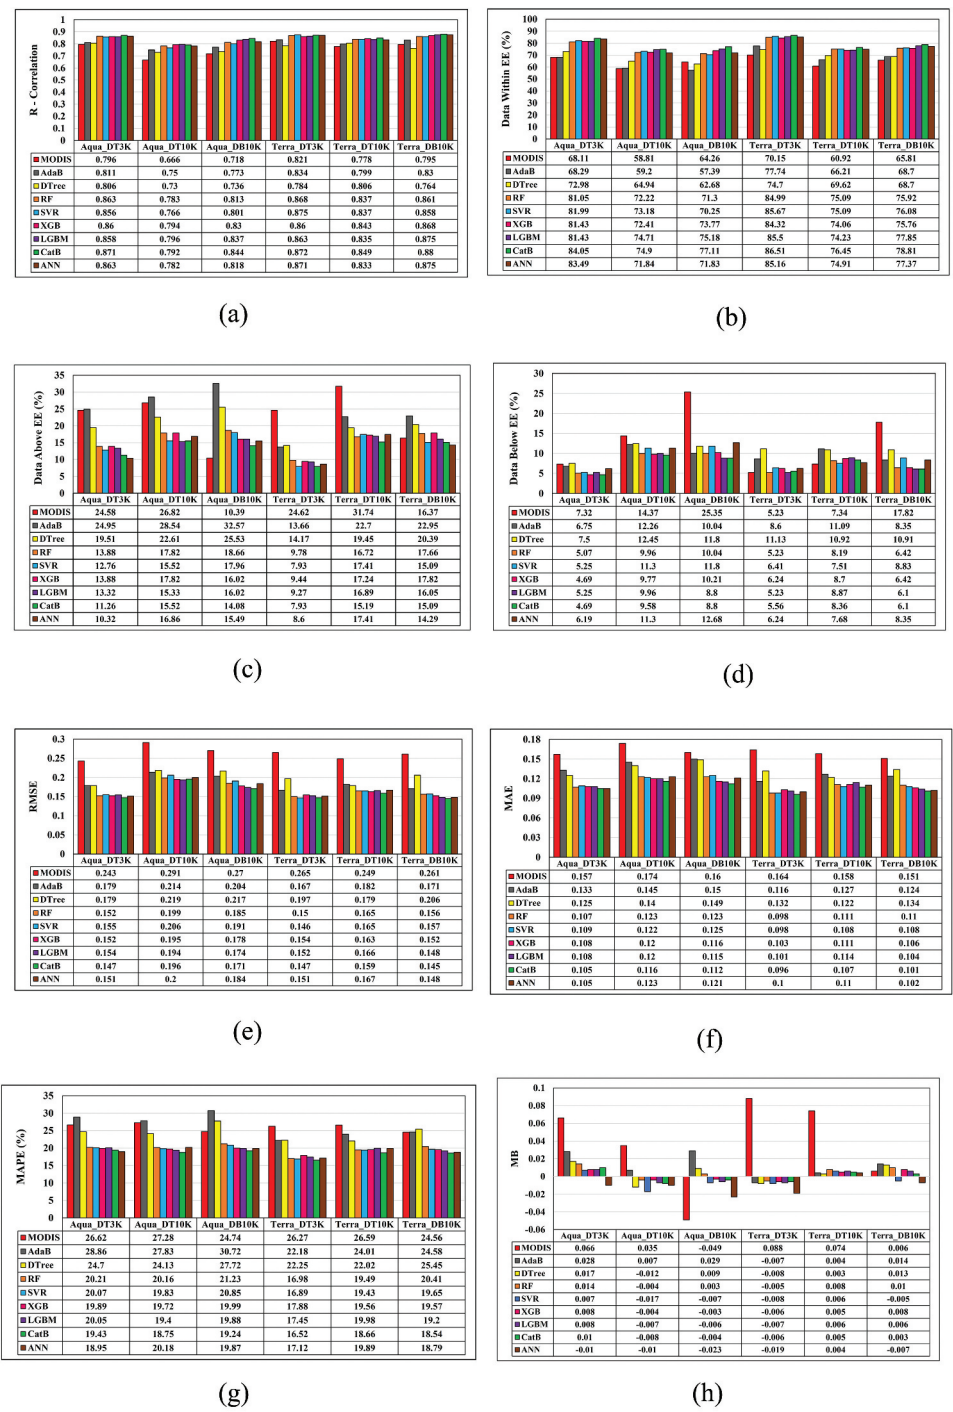 R - Correlation
1
0.9
0.8
0.7
0.6
0.5
0.4
0.3
0.2
0.1
0
Aqua_DT3K Aqua_DT10K Aqua_DB10K Terra_DT3K Terra_DT10K Terra_DB10K
MODIS 0.796 0.666 0.718 0.821 0.778 0.795
AdaB 0.811 0.75 0.773 0.834 0.799 0.83
DTree 0.806 0.73 0.736 0.784 0.806 0.764
RF 0.863 0.783 0.813 0.868 0.837 0.861
SVR 0.856 0.766 0.801 0.875 0.837 0.858
XGB 0.86 0.794 0.83 0.86 0.843 0.868
LGBM 0.858 0.796 0.837 0.863 0.835 0.875
CatB 0.871 0.792 0.844 0.872 0.849 0.88
ANN 0.863 0.782 0.818 0.871 0.833 0.875
(a)
Data Within EE (%)
100
90
80
70
60
50
40
30
20
10
0
Aqua_DT3K Aqua_DT10K Aqua_DB10K Terra_DT3K Terra_DT10K Terra_DB10K
MODIS 68.11 58.81 64.26 70.15 60.92 65.81
AdaB 68.29 59.2 57.39 77.74 66.21 68.7
DTree 72.98 64.94 62.68 74.7 69.62 68.7
RF 81.05 72.22 71.3 84.99 75.09 75.92
SVR 81.99 73.18 70.25 85.67 75.09 76.08
XGB 81.43 72.41 73.77 84.32 74.06 75.76
LGBM 81.43 74.71 75.18 85.5 74.23 77.85
CatB 84.05 74.9 77.11 86.51 76.45 78.81
ANN 83.49 71.84 71.83 85.16 74.91 77.37
(b)
Data Above EE (%)
35
30
25
20
15
10
5
0
Aqua_DT3K Aqua_DT10K Aqua_DB10K Terra_DT3K Terra_DT10K Terra_DB10K
MODIS 24.58 26.82 10.39 24.62 31.74 16.37
AdaB 24.95 28.54 32.57 13.66 22.7 22.95
DTree 19.51 22.61 25.53 14.17 19.45 20.39
RF 13.88 17.82 18.66 9.78 16.72 17.66
SVR 12.76 15.52 17.96 7.93 17.41 15.09
XGB 13.88 17.82 16.02 9.44 17.24 17.82
LGBM 13.32 15.33 16.02 9.27 16.89 16.05
CatB 11.26 15.52 14.08 7.93 15.19 15.09
ANN 10.32 16.86 15.49 8.6 17.41 14.29
(c)
Data Below EE (%)
30
25
20
15
10
5
0
Aqua_DT3K Aqua_DT10K Aqua_DB10K Terra_DT3K Terra_DT10K Terra_DB10K
MODIS 7.32 14.37 25.35 5.23 7.34 17.82
AdaB 6.75 12.26 10.04 8.6 11.09 8.35
DTree 7.5 12.45 11.8 11.13 10.92 10.91
RF 5.07 9.96 10.04 5.23 8.19 6.42
SVR 5.25 11.3 11.8 6.41 7.51 8.83
XGB 4.69 9.77 10.21 6.24 8.7 6.42
LGBM 5.25 9.96 8.8 5.23 8.87 6.1
CatB 4.69 9.58 8.8 5.56 8.36 6.1
ANN 6.19 11.3 12.68 6.24 7.68 8.35
(d)
RMSE
0.3
0.25
0.2
0.15
0.1
0.05
0
Aqua_DT3K Aqua_DT10K Aqua_DB10K Terra_DT3K Terra_DT10K Terra_DB10K
MODIS 0.243 0.291 0.27 0.265 0.249 0.261
AdaB 0.179 0.214 0.204 0.167 0.182 0.171
DTree 0.179 0.219 0.217 0.197 0.179 0.206
RF 0.152 0.199 0.185 0.15 0.165 0.156
SVR 0.155 0.206 0.191 0.146 0.165 0.157
XGB 0.152 0.195 0.178 0.154 0.163 0.152
LGBM 0.154 0.194 0.174 0.152 0.166 0.148
CatB 0.147 0.196 0.171 0.147 0.159 0.145
ANN 0.151 0.2 0.184 0.151 0.167 0.148
(e)
MAE
0.18
0.15
0.12
0.09
0.06
0.03
0
Aqua_DT3K Aqua_DT10K Aqua_DB10K Terra_DT3K Terra_DT10K Terra_DB10K
MODIS 0.157 0.174 0.16 0.164 0.158 0.151
AdaB 0.133 0.145 0.15 0.116 0.127 0.124
DTree 0.125 0.14 0.149 0.132 0.122 0.134
RF 0.107 0.123 0.123 0.098 0.111 0.11
SVR 0.109 0.122 0.125 0.098 0.108 0.108
XGB 0.108 0.12 0.116 0.103 0.111 0.106
LGBM 0.108 0.12 0.115 0.101 0.114 0.104
CatB 0.105 0.116 0.112 0.096 0.107 0.101
ANN 0.105 0.123 0.121 0.1 0.11 0.102
(f)
MAPE (%)
35
30
25
20
15
10
5
0
Aqua_DT3K Aqua_DT10K Aqua_DB10K Terra_DT3K Terra_DT10K Terra_DB10K
MODIS 26.62 27.28 24.74 26.27 26.59 24.56
AdaB 28.86 27.83 30.72 22.18 24.01 24.58
DTree 24.7 24.13 27.72 22.25 22.02 25.45
RF 20.21 20.16 21.23 16.98 19.49 20.41
SVR 20.07 19.83 20.85 16.89 19.43 19.65
XGB 19.89 19.72 19.99 17.88 19.56 19.57
LGBM 20.05 19.4 19.88 17.45 19.98 19.2
CatB 19.43 18.75 19.24 16.52 18.66 18.54
ANN 18.95 20.18 19.87 17.12 19.89 18.79
(g)
MB
0.1
0.08
0.06
0.04
0.02
0
-0.02
-0.04
-0.06
Aqua_DT3K Aqua_DT10K Aqua_DB10K Terra_DT3K Terra_DT10K Terra_DB10K
MODIS 0.066 0.035 -0.049 0.088 0.074 0.006
AdaB 0.028 0.007 0.029 -0.007 0.004 0.014
DTree 0.017 -0.012 0.009 -0.008 0.003 0.013
RF 0.014 -0.004 0.003 -0.005 0.008 0.01
SVR 0.007 -0.017 -0.007 -0.008 0.006 -0.005
XGB 0.008 -0.004 -0.003 -0.006 0.005 0.008
LGBM 0.008 -0.007 -0.006 -0.006 0.006 0.006
CatB 0.01 -0.008 -0.004 -0.006 0.005 0.003
ANN -0.01 -0.01 -0.023 -0.019 0.004 -0.007
(h)